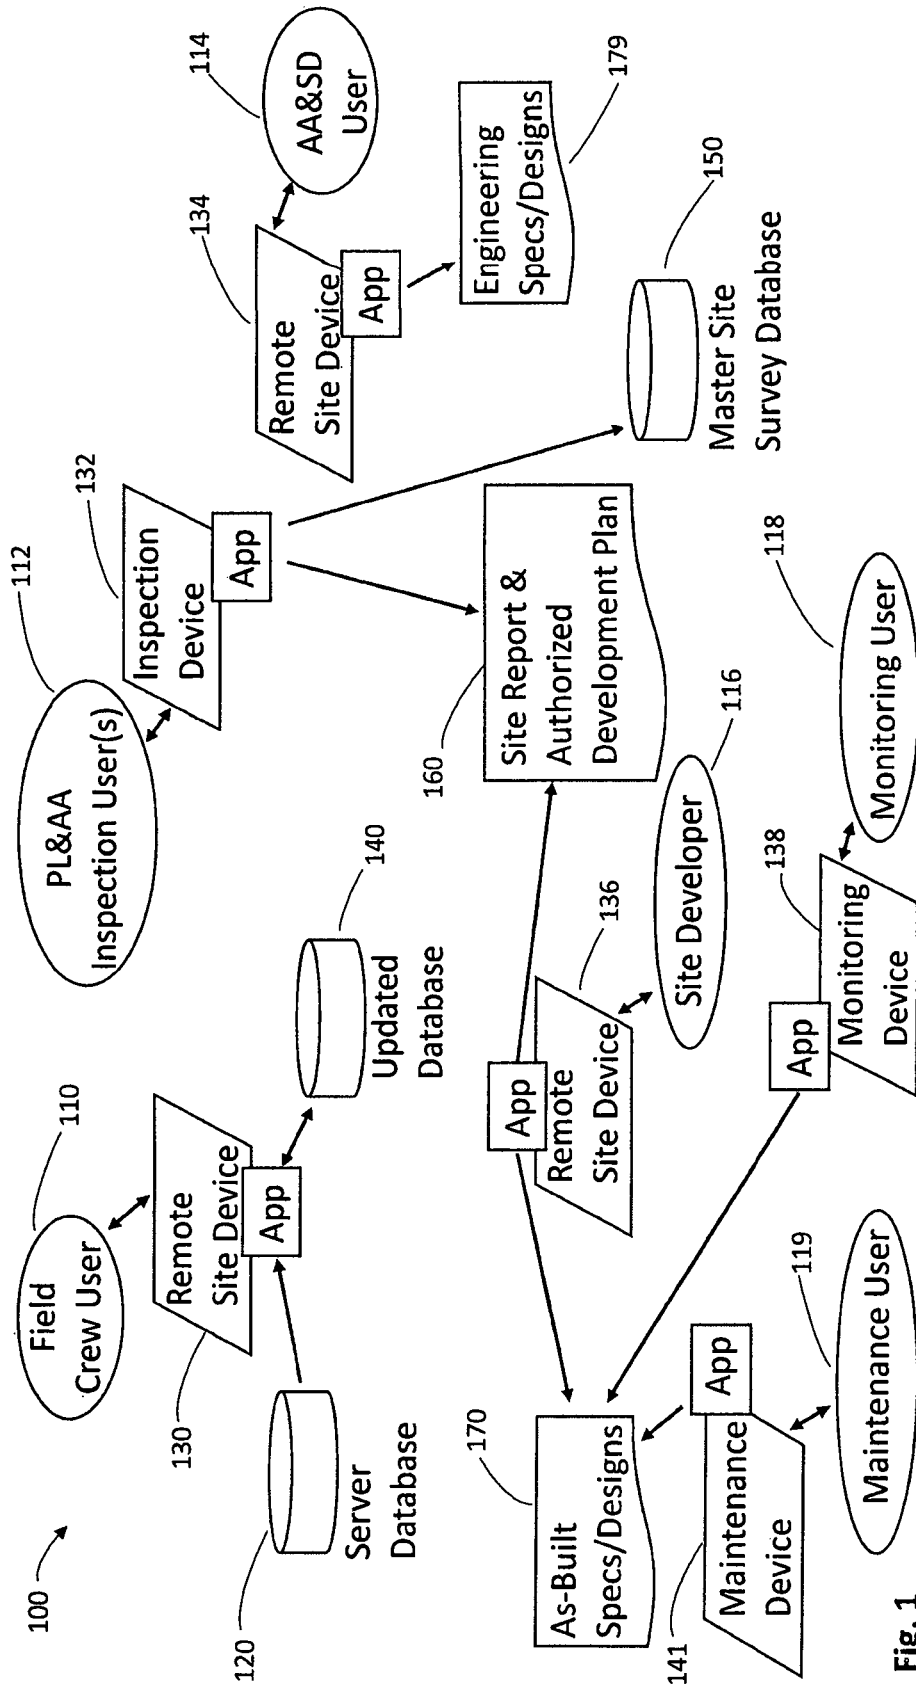 100
110
Field
Crew User
130
Remote
Site Device
App
120
Server
Database
140
Updated
Database
112
PL&AA
Inspection User(s)
132
Inspection
Device
App
114
AA&SD
User
134
Remote
Site Device
App
179
Engineering
Specs/Designs
150
Master Site
Survey Database
160
Site Report &
Authorized
Development Plan
170
As-Built
Specs/Designs
App
Remote
Site Device
136
116
Site Developer
141
Maintenance
Device
App
119
Maintenance User
App
138
Monitoring
Device
118
Monitoring User
Fig. 1